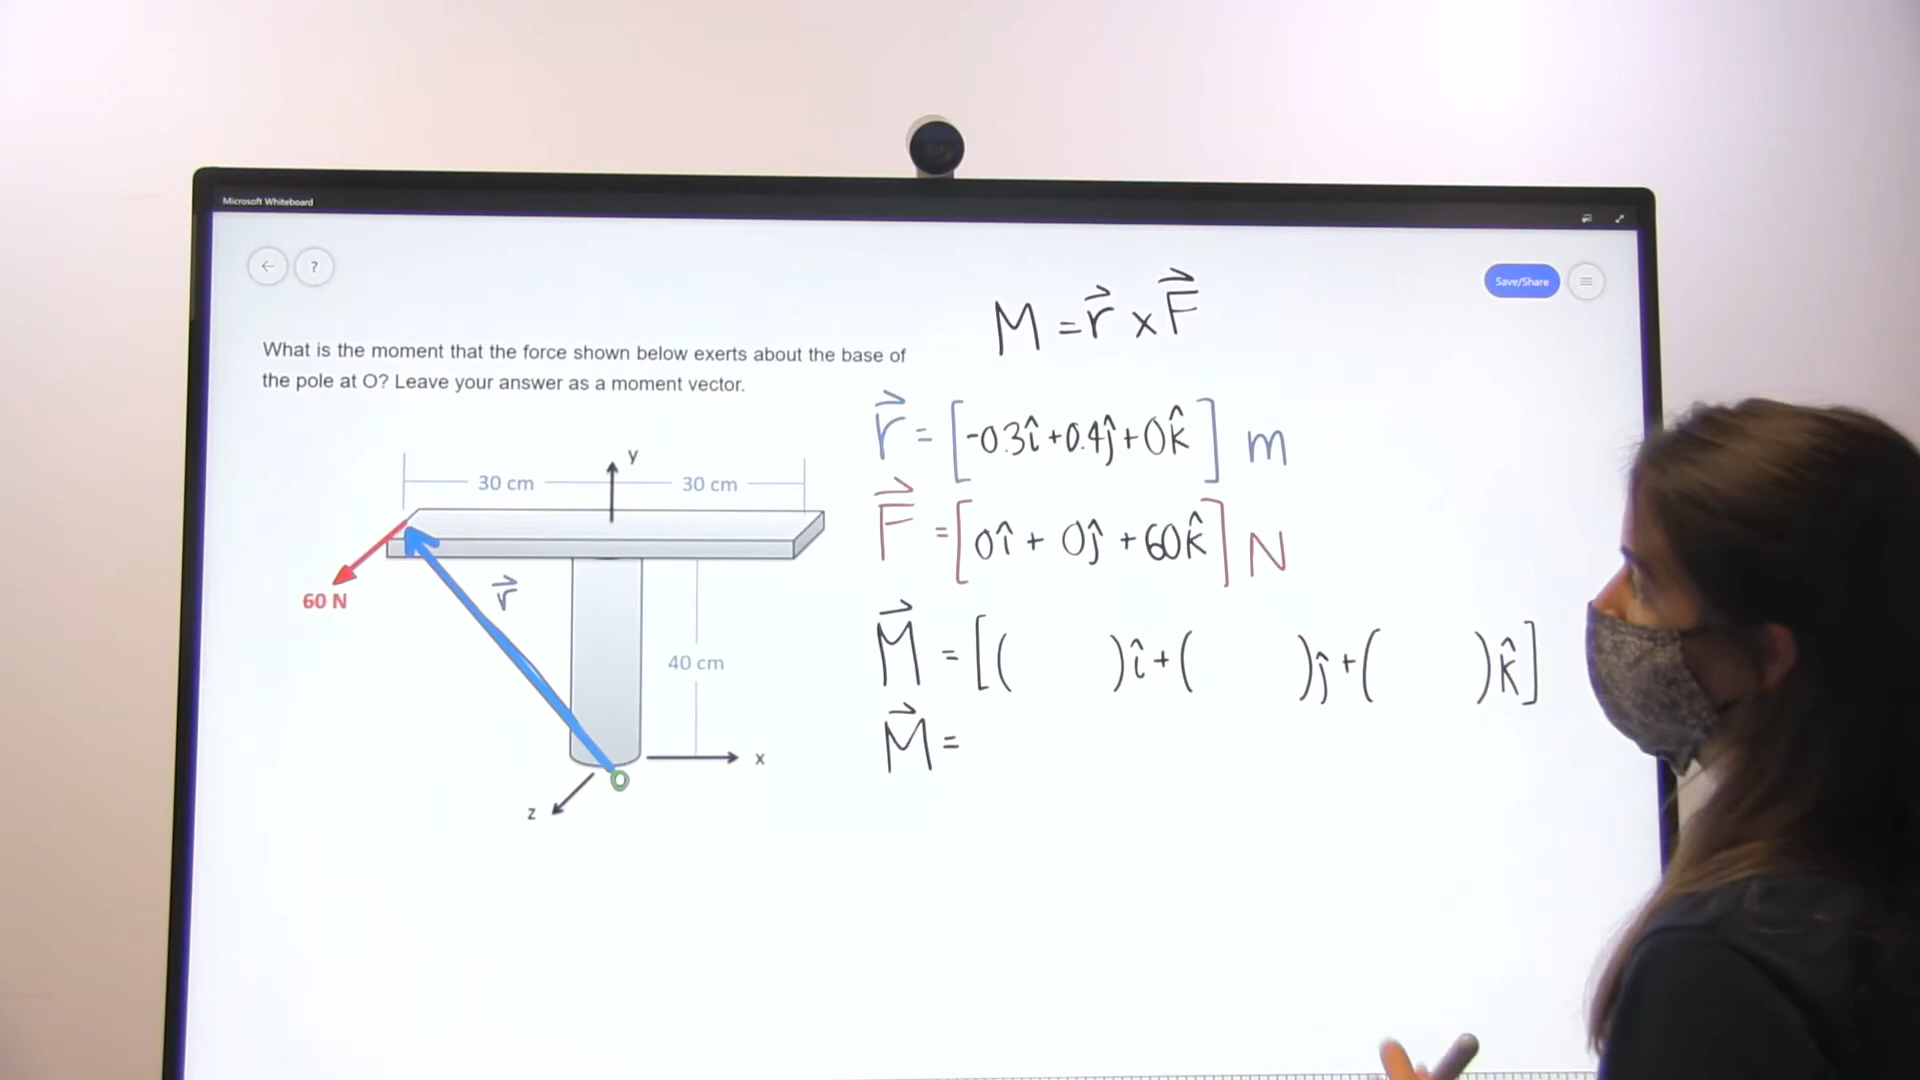 Microsoft Whiteboard
?
Save/Share
What is the moment that the force shown below exerts about the base of
the pole at O? Leave your answer as a moment vector.
M = r⃗ x F⃗
r⃗ = [-0.3î+0.4ĵ+0k̂] m
F⃗ = [0î + 0ĵ + 60k̂] N
M⃗ = [( )î+( )ĵ+( )k̂]
M⃗ =
y
30 cm
30 cm
r⃗
60 N
40 cm
x
z